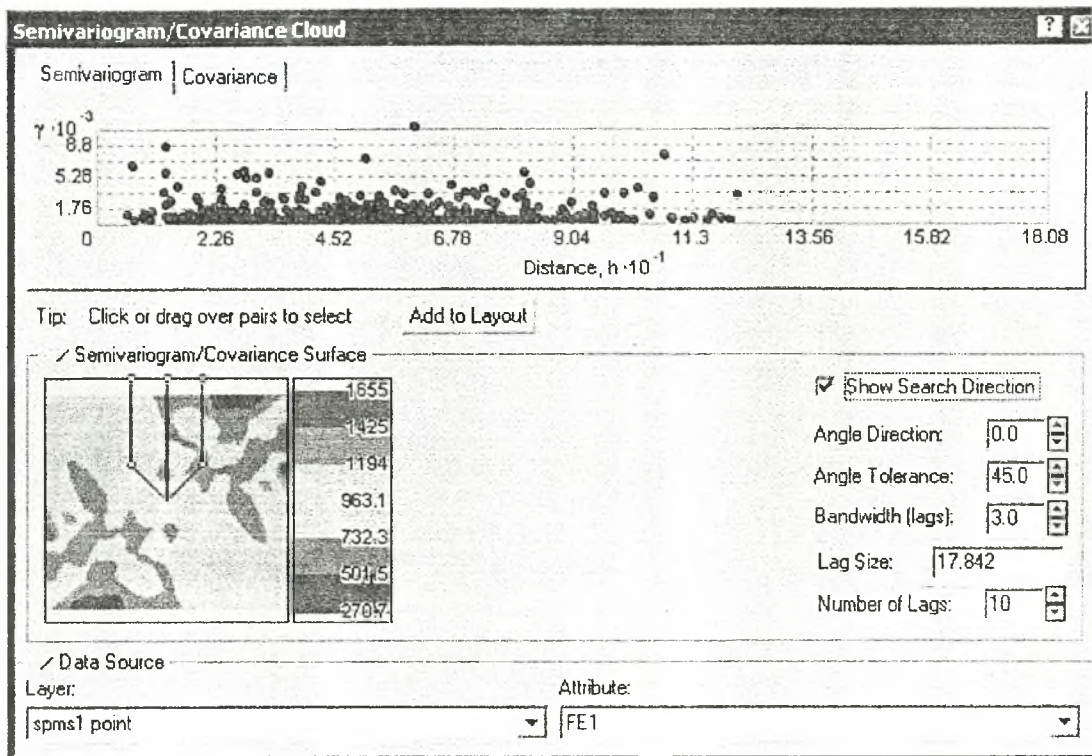 Semivariogram/Covariance Cloud
Semivariogram Covariance
γ ·10⁻³
8.8
5.28
1.76
0 2.26 4.52 6.78 9.04 11.3 13.56 15.82 18.08
Distance, h ·10⁻¹
Tip: Click or drag over pairs to select Add to Layout
Semivariogram/Covariance Surface
1655
1425
1194
963.1
732.3
501.5
270.7
Show Search Direction
Angle Direction: 0.0
Angle Tolerance: 45.0
Bandwidth (lags): 3.0
Lag Size: 17.842
Number of Lags: 10
Data Source
Layer: Attribute:
spms1 point FE1